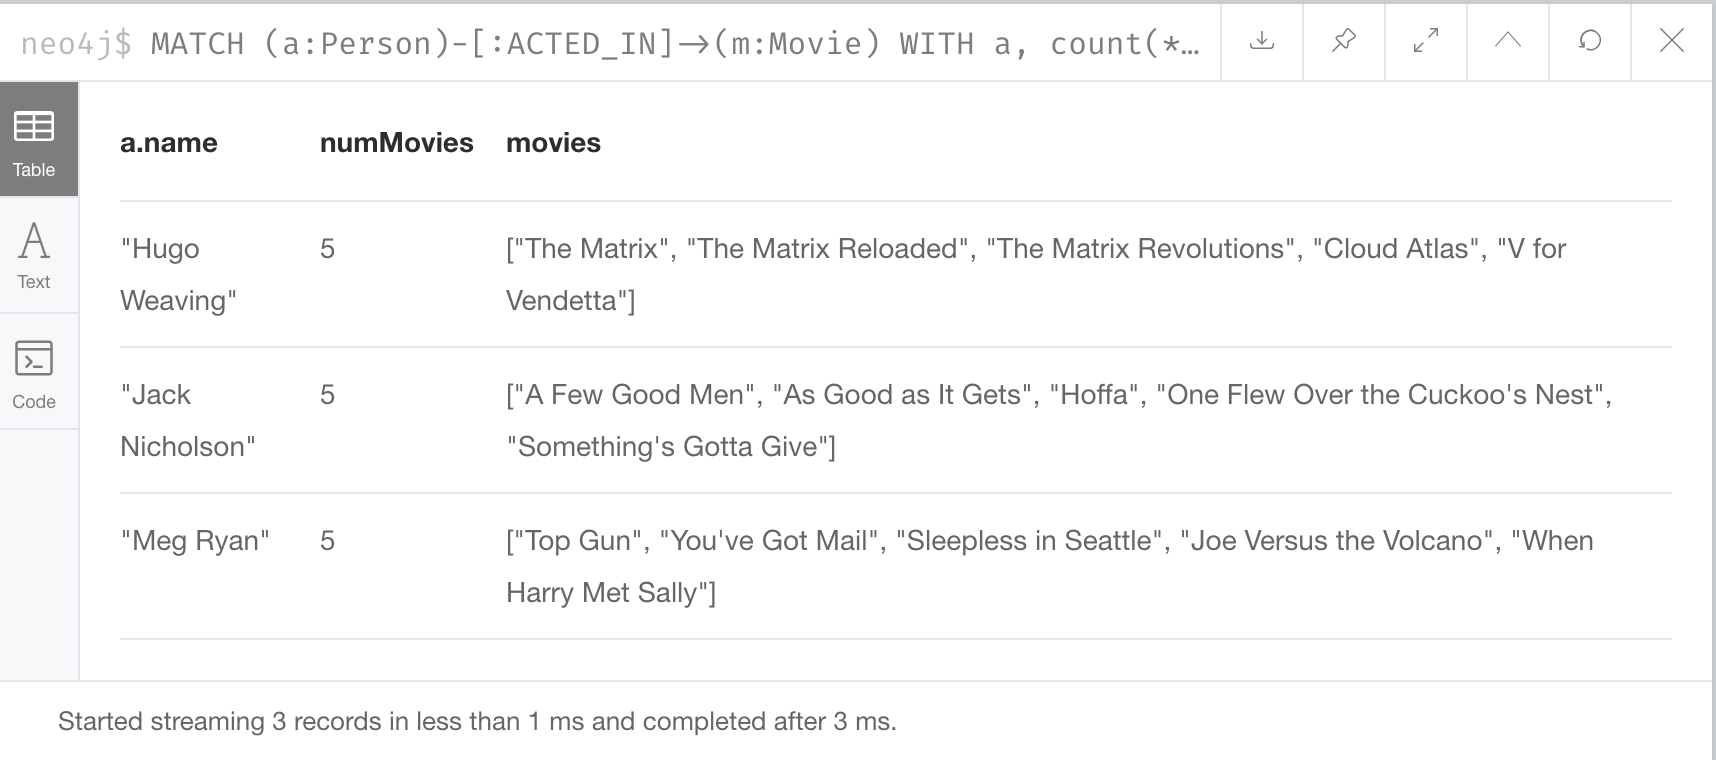 neo4j$ MATCH (a:Person)-[:ACTED_IN]->(m:Movie) WITH a, count(*…
Table
Text
Code
a.name numMovies movies
"Hugo 5 ["The Matrix", "The Matrix Reloaded", "The Matrix Revolutions", "Cloud Atlas", "V for
Weaving" Vendetta"]
"Jack 5 ["A Few Good Men", "As Good as It Gets", "Hoffa", "One Flew Over the Cuckoo's Nest",
Nicholson" "Something's Gotta Give"]
"Meg Ryan" 5 ["Top Gun", "You've Got Mail", "Sleepless in Seattle", "Joe Versus the Volcano", "When
Harry Met Sally"]
Started streaming 3 records in less than 1 ms and completed after 3 ms.